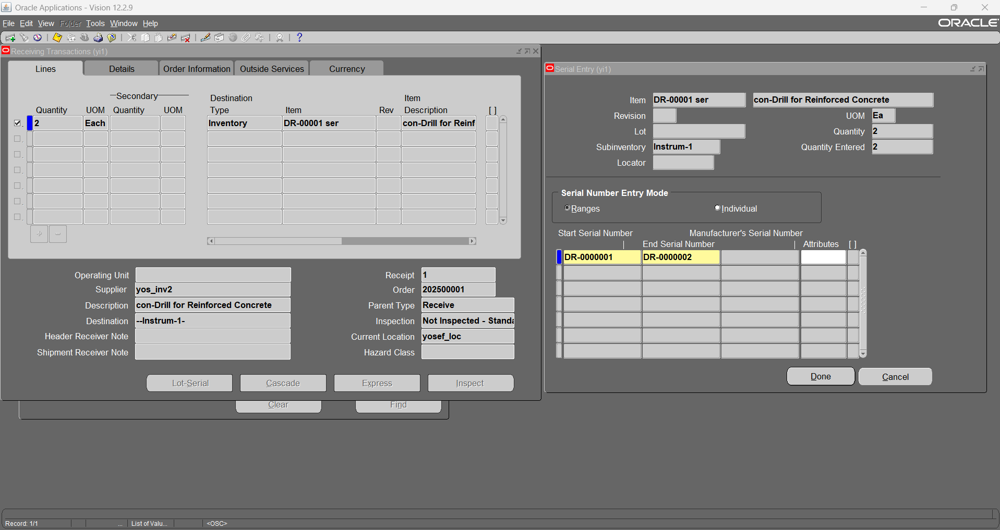 Oracle Applications - Vision 12.2.9
File Edit View Folder Tools Window Help
ORACLE
Receiving Transactions (yi1)
Lines Details Order Information Outside Services Currency
Secondary Destination Item
Quantity UOM Quantity UOM Type Item Rev Description [ ]
2 Each Inventory DR-00001 ser con-Drill for Reinf
Operating Unit Receipt 1
Supplier yos_inv2 Order 202500001
Description con-Drill for Reinforced Concrete Parent Type Receive
Destination --Instrum-1- Inspection Not Inspected - Standa
Header Receiver Note Current Location yosef_loc
Shipment Receiver Note Hazard Class
Lot-Serial Cascade Express Inspect
Clear Find
Serial Entry (yi1)
Item DR-00001 ser con-Drill for Reinforced Concrete
Revision UOM Ea
Lot Quantity 2
Subinventory Instrum-1 Quantity Entered 2
Locator
Serial Number Entry Mode
Ranges Individual
Start Serial Number Manufacturer's Serial Number
End Serial Number Attributes [ ]
DR-0000001 DR-0000002
Done Cancel
Record: 1/1 ... List of Valu... <OSC>